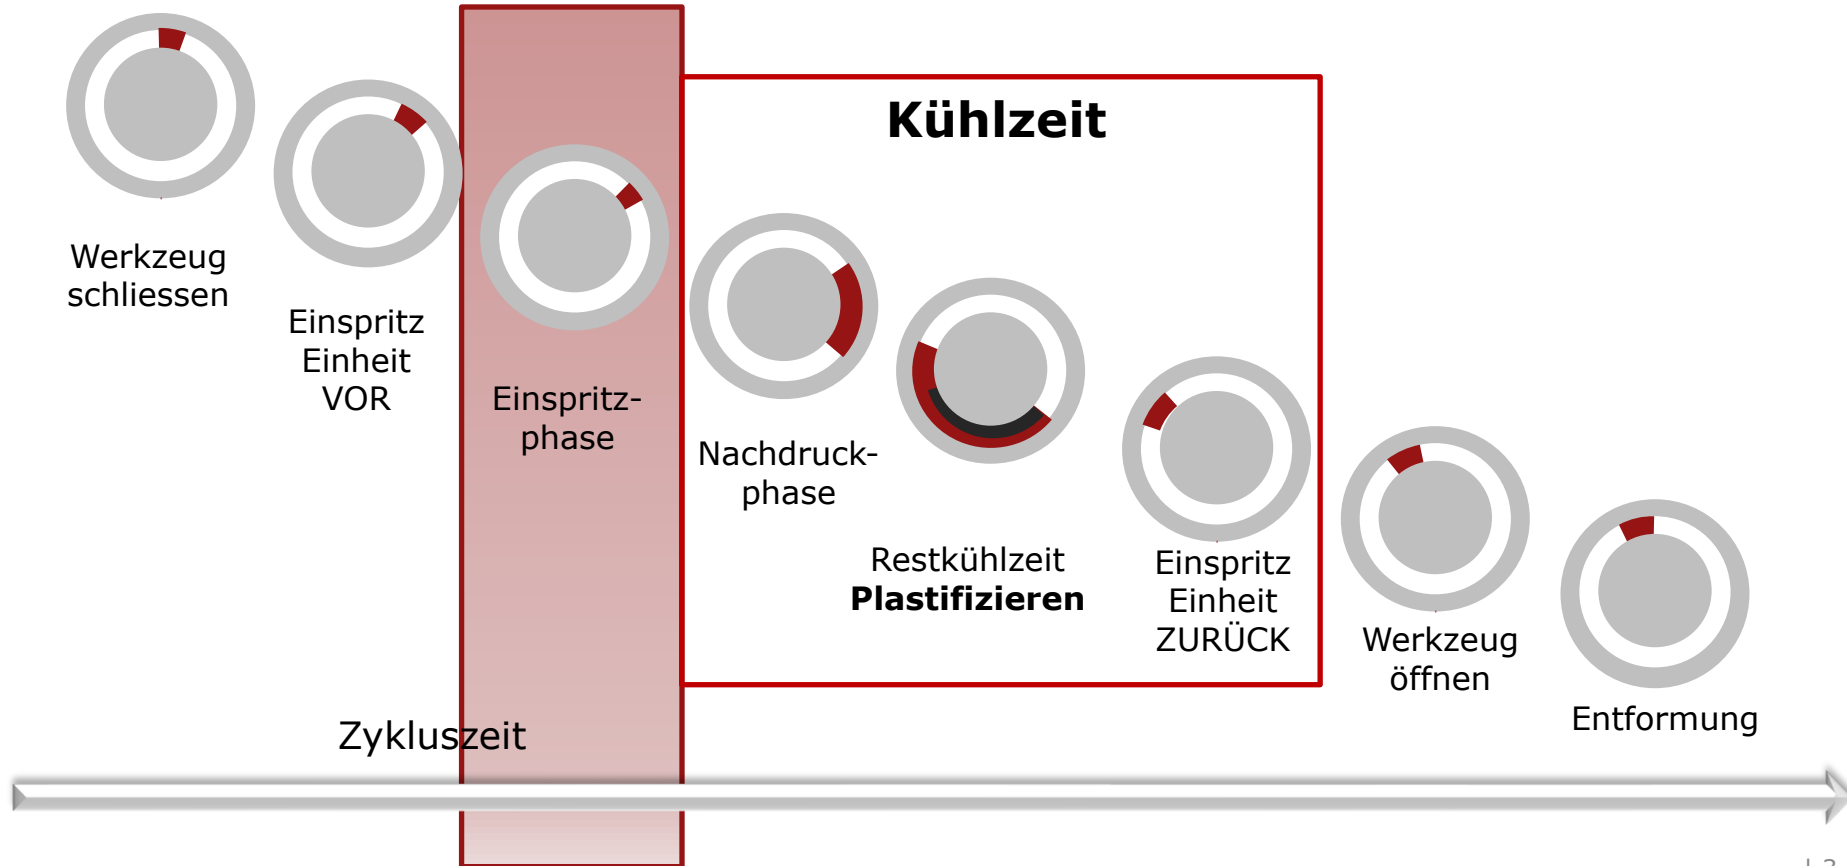 Kühlzeit
Werkzeug
schliessen
Einspritz
Einheit
VOR
Einspritz-
phase
Nachdruck-
phase
Restkühlzeit
Plastifizieren
Einspritz
Einheit
ZURÜCK
Werkzeug
öffnen
Entformung
Zykluszeit